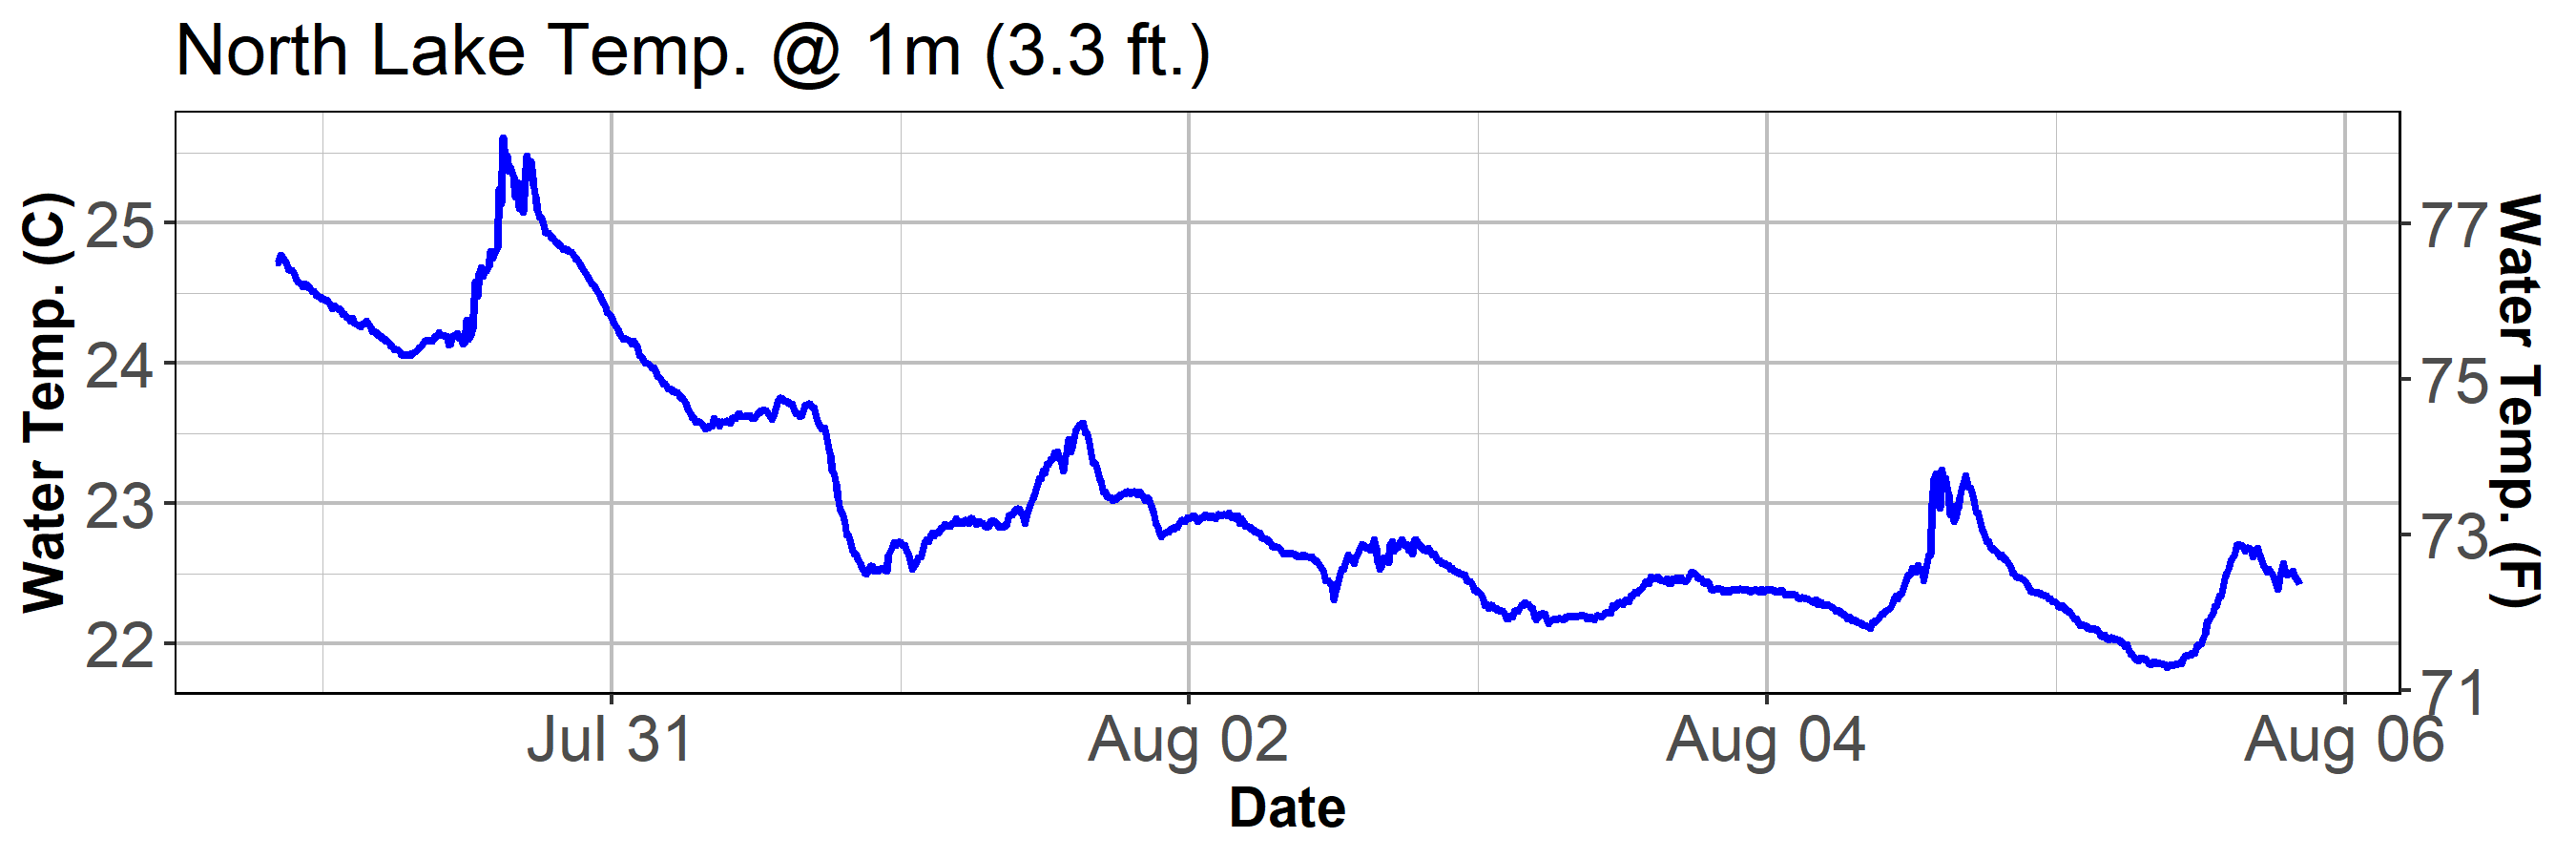 North Lake Temp. @ 1m (3.3 ft.)
Water Temp. (C)
25
24
23
22
77
75
73
71
Water Temp. (F)
Jul 31
Aug 02
Aug 04
Aug 06
Date